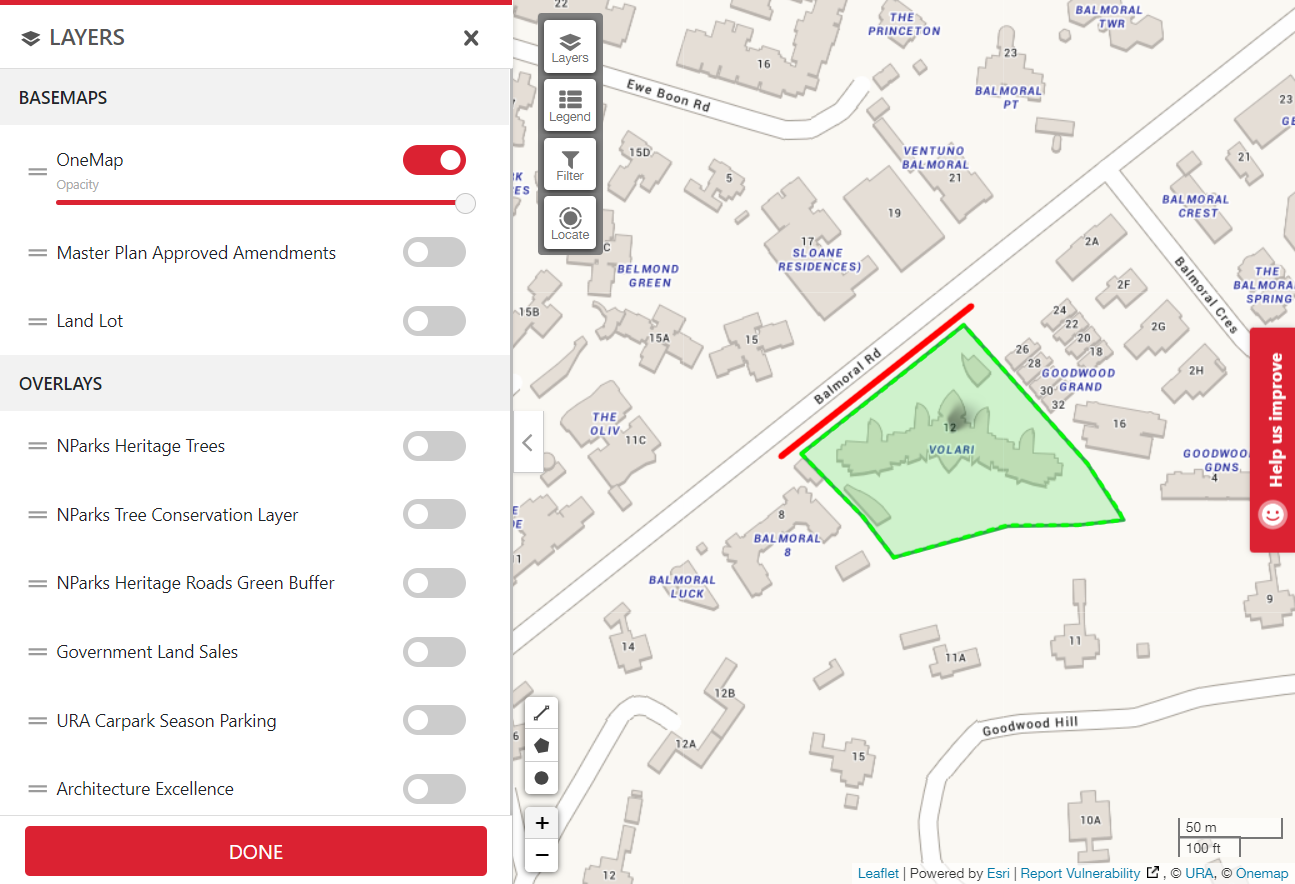 LAYERS
BASEMAPS
OneMap
Opacity
Master Plan Approved Amendments
Land Lot
OVERLAYS
NParks Heritage Trees
NParks Tree Conservation Layer
NParks Heritage Roads Green Buffer
Government Land Sales
URA Carpark Season Parking
Architecture Excellence
DONE
Layers
Legend
Filter
Locate
22
THE
PRINCETON
BALMORAL
TWR
16
23
BALMORAL
PT
Ewe Boon Rd
23
15D
5
VENTUNO
BALMORAL
21
21
19
BALMORAL
CREST
17
SLOANE
RESIDENCES)
2A
BELMOND
GREEN
Balmoral Cres
THE
BALMORA
SPRING
2F
15B
15A
15
24
22
20
18
2G
26
28
30
32
GOODWOOD
GRAND
2H
Balmoral Rd
THE
OLIV
11C
12
VOLARI
16
GOODWOO
GDNS
4
8
BALMORAL
8
BALMORAL
LUCK
9
14
11
11A
12B
12A
15
Goodwood Hill
10A
12
Help us improve
+
−
50 m
100 ft
Leaflet | Powered by Esri | Report Vulnerability , © URA, © Onemap